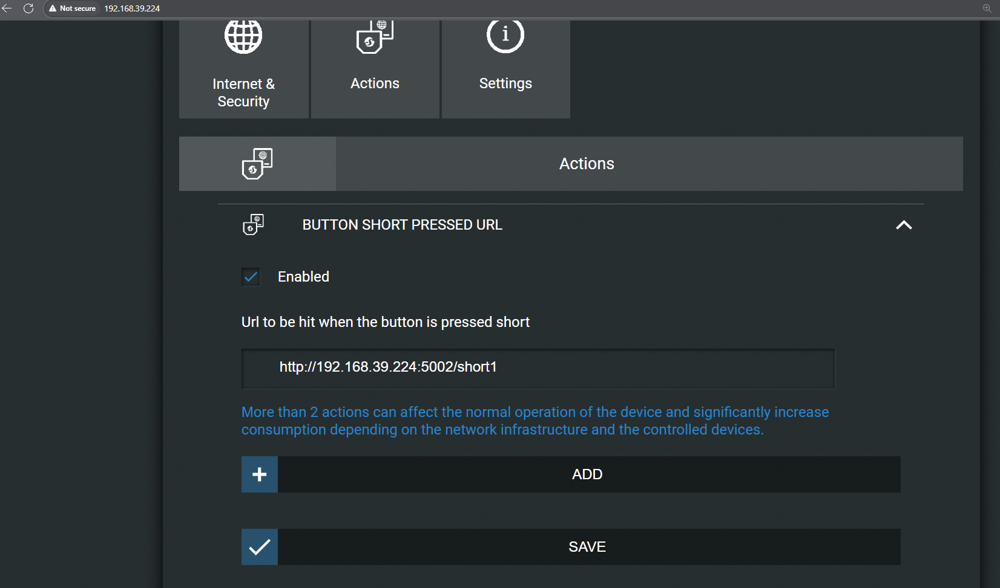 Not secure 192.168.39.224
Internet &
Security
Actions
Settings
Actions
BUTTON SHORT PRESSED URL
Enabled
Url to be hit when the button is pressed short
http://192.168.39.224:5002/short1
More than 2 actions can affect the normal operation of the device and significantly increase
consumption depending on the network infrastructure and the controlled devices.
ADD
SAVE